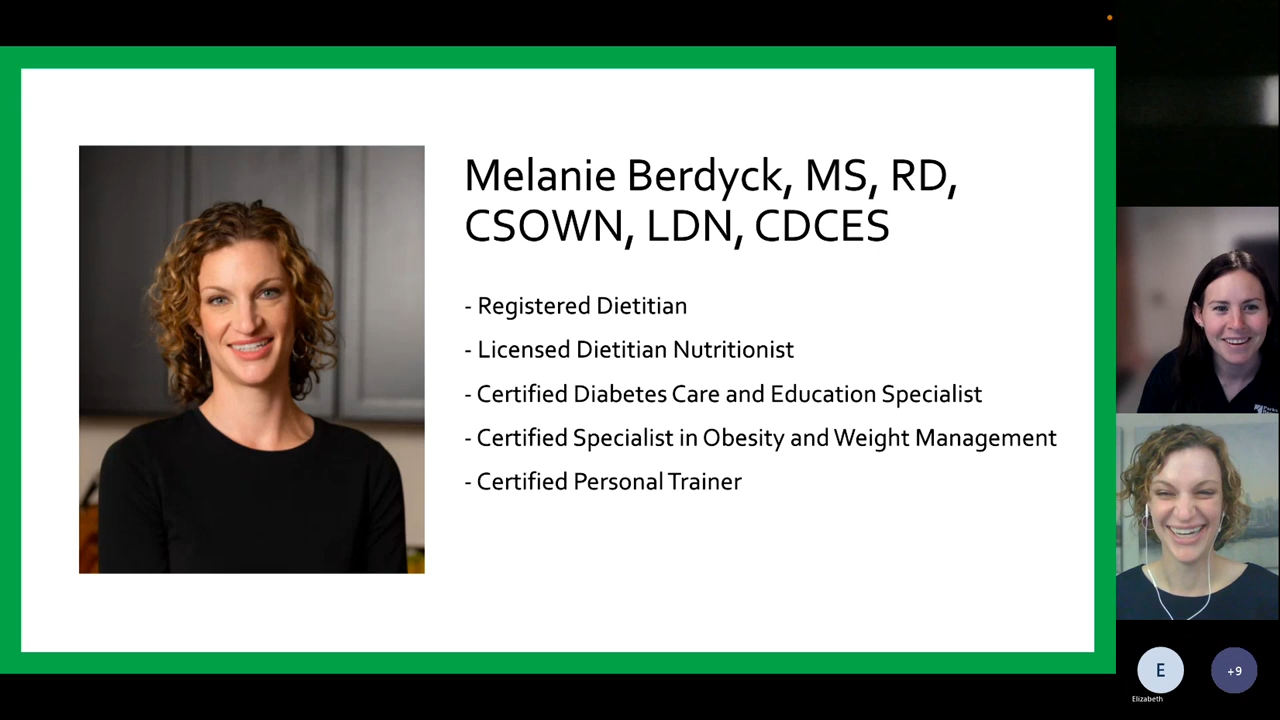 Melanie Berdyck, MS, RD,
CSOWN, LDN, CDCES
- Registered Dietitian
- Licensed Dietitian Nutritionist
- Certified Diabetes Care and Education Specialist
- Certified Specialist in Obesity and Weight Management
- Certified Personal Trainer
E
+9
Elizabeth